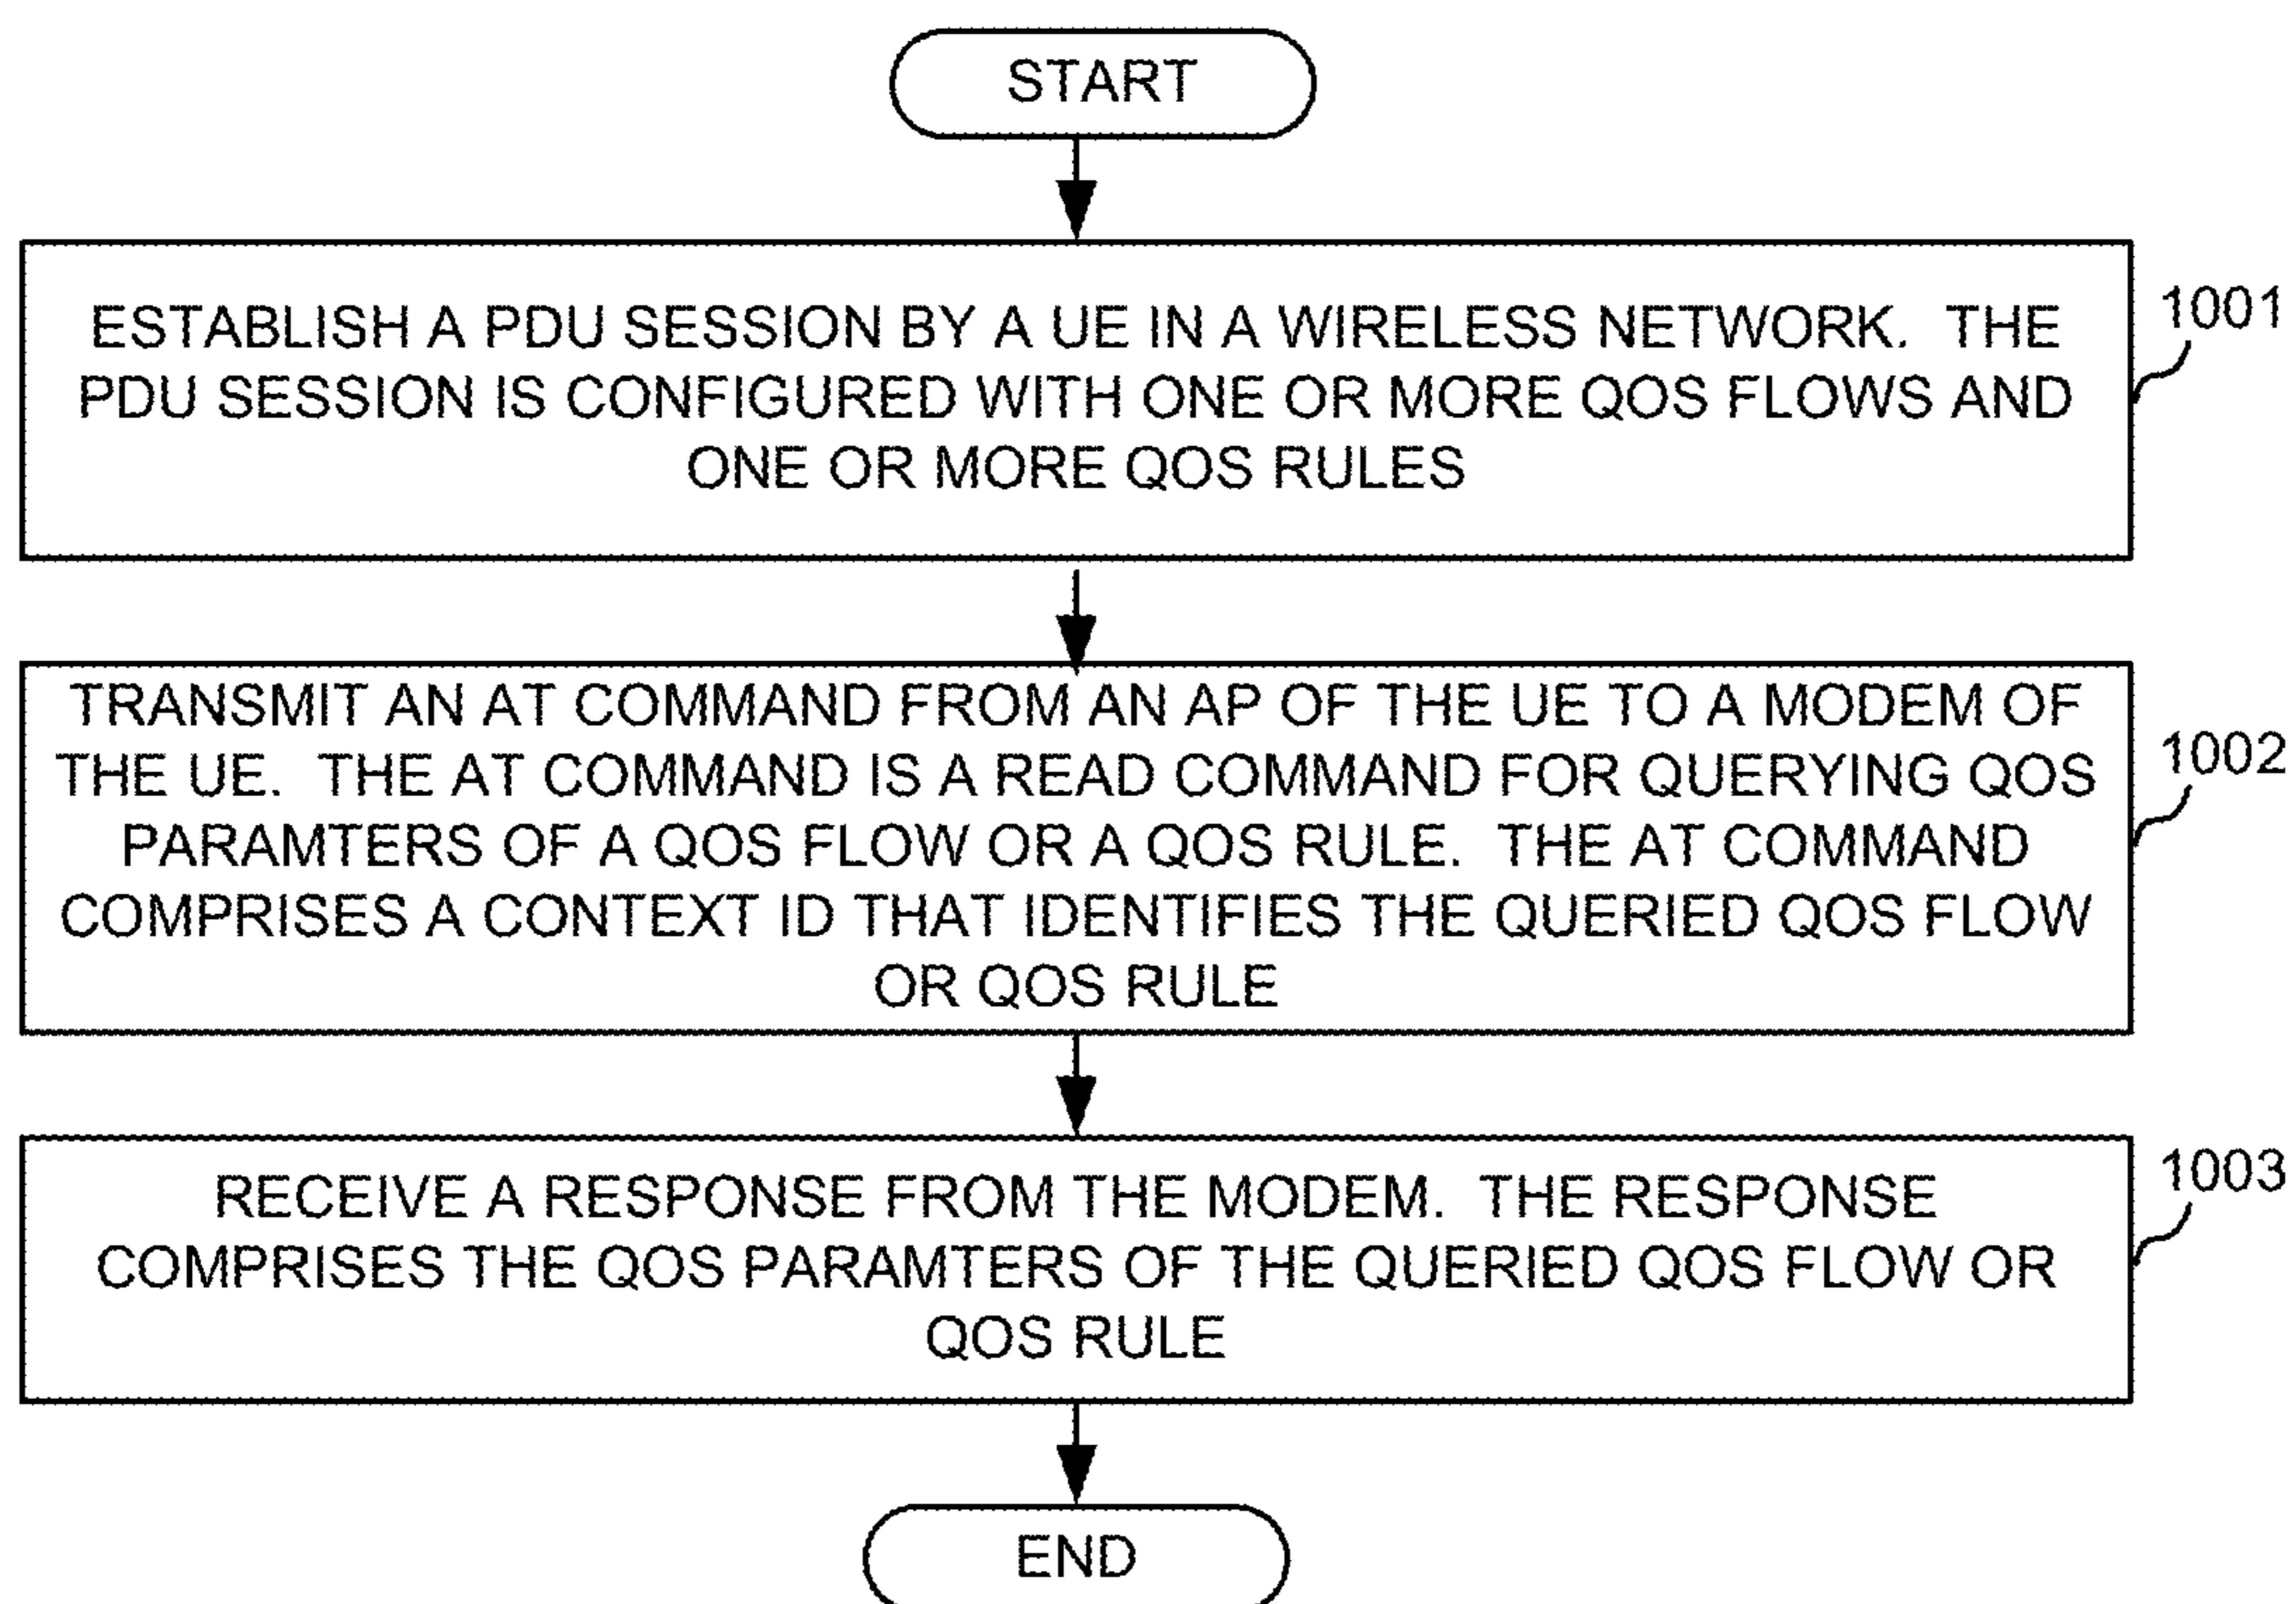 START
ESTABLISH A PDU SESSION BY A UE IN A WIRELESS NETWORK. THE
PDU SESSION IS CONFIGURED WITH ONE OR MORE QOS FLOWS AND
ONE OR MORE QOS RULES
1001
TRANSMIT AN AT COMMAND FROM AN AP OF THE UE TO A MODEM OF
THE UE. THE AT COMMAND IS A READ COMMAND FOR QUERYING QOS
PARAMTERS OF A QOS FLOW OR A QOS RULE. THE AT COMMAND
COMPRISES A CONTEXT ID THAT IDENTIFIES THE QUERIED QOS FLOW
OR QOS RULE
1002
RECEIVE A RESPONSE FROM THE MODEM. THE RESPONSE
COMPRISES THE QOS PARAMTERS OF THE QUERIED QOS FLOW OR
QOS RULE
1003
END